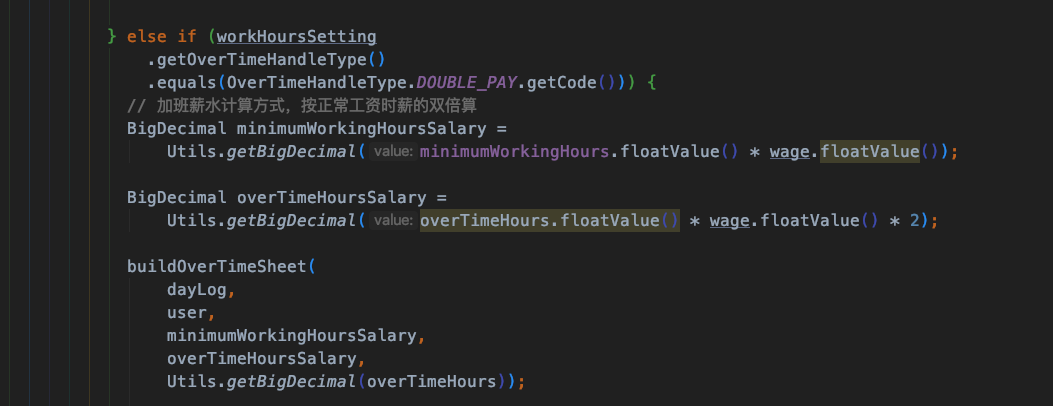 } else if (workHoursSetting
.getOverTimeHandleType()
.equals(OverTimeHandleType.DOUBLE_PAY.getCode())) {
// 加班薪水计算方式，按正常工资时薪的双倍算
BigDecimal minimumWorkingHoursSalary =
Utils.getBigDecimal( value: minimumWorkingHours.floatValue() * wage.floatValue());
BigDecimal overTimeHoursSalary =
Utils.getBigDecimal( value: overTimeHours.floatValue() * wage.floatValue() * 2);
buildOverTimeSheet(
dayLog,
user,
minimumWorkingHoursSalary,
overTimeHoursSalary,
Utils.getBigDecimal(overTimeHours));